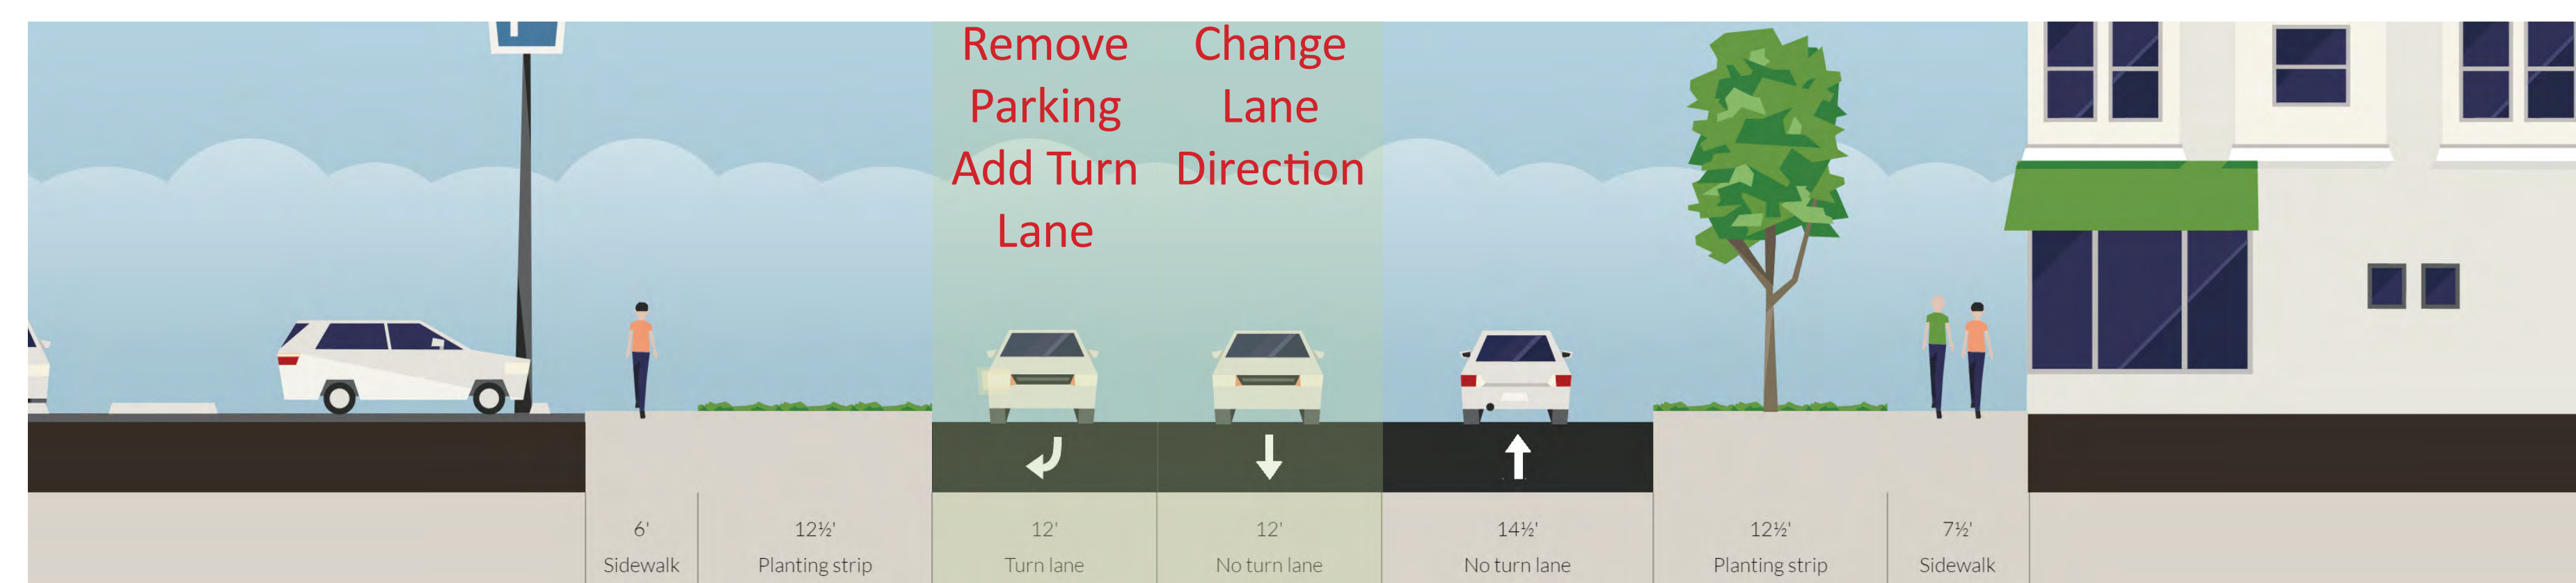 Remove
Parking
Add Turn
Lane
Change
Lane
Direction
6'
Sidewalk
12½'
Planting strip
12'
Turn lane
12'
No turn lane
14½'
No turn lane
12½'
Planting strip
7½'
Sidewalk